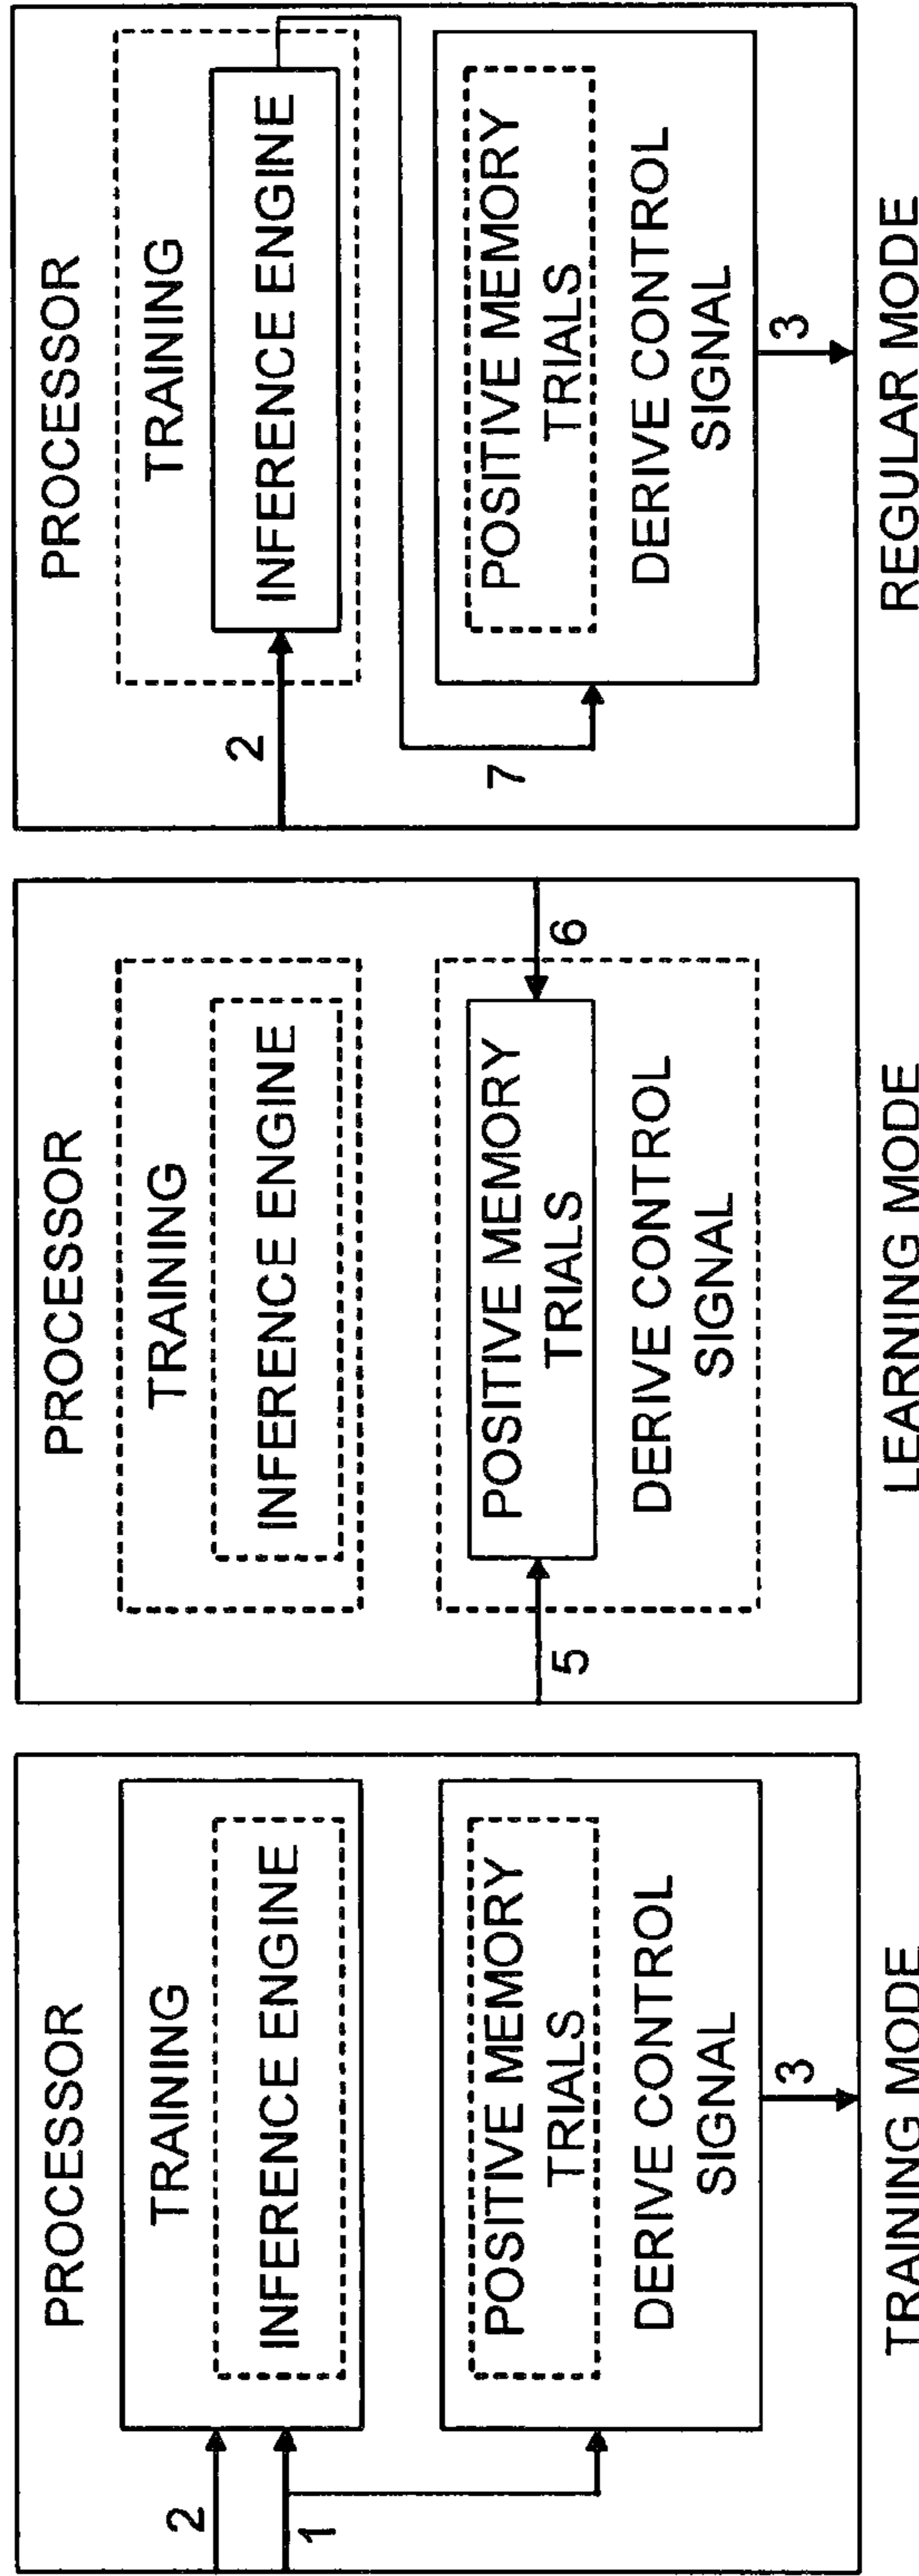 PROCESSOR
TRAINING
INFERENCE ENGINE
2
1
POSITIVE MEMORY
TRIALS
DERIVE CONTROL
SIGNAL
3
TRAINING MODE
PROCESSOR
TRAINING
INFERENCE ENGINE
POSITIVE MEMORY
TRIALS
5
6
DERIVE CONTROL
SIGNAL
LEARNING MODE
PROCESSOR
TRAINING
INFERENCE ENGINE
2
7
POSITIVE MEMORY
TRIALS
DERIVE CONTROL
SIGNAL
3
REGULAR MODE